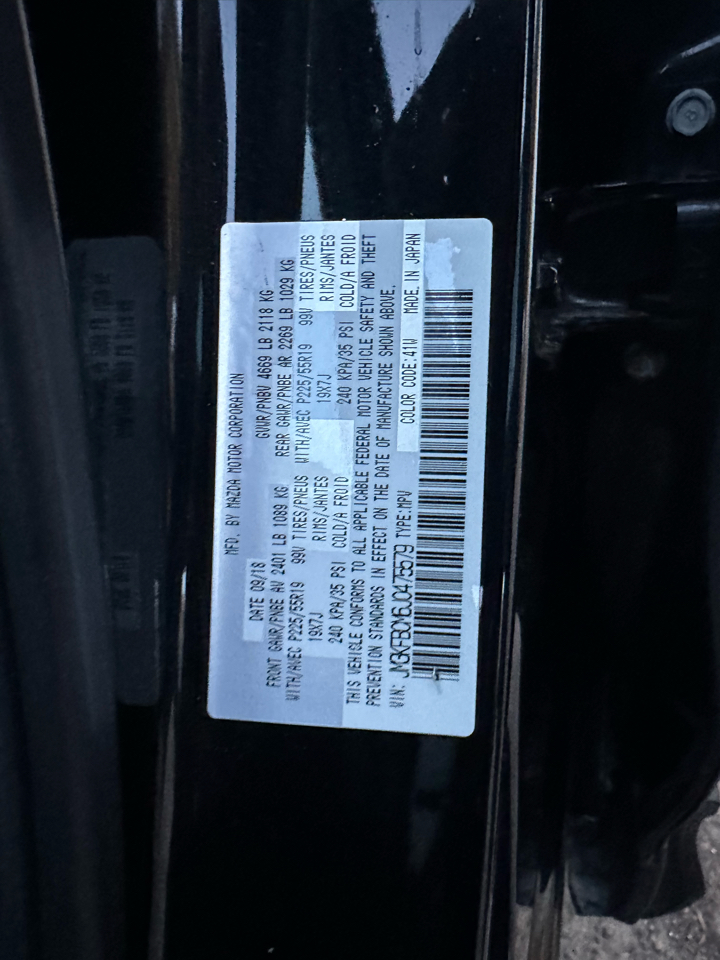 MFD. BY MAZDA MOTOR CORPORATION
DATE 09/18 GVWR/PNBV 4669 LB 2118 KG
FRONT GAWR/PNBE AV 2401 LB 1089 KG REAR GAWR/PNBE AR 2269 LB 1029 KG
WITH/AVEC P225/55R19 99V TIRES/PNEUS WITH/AVEC P225/55R19 99V TIRES/PNEUS
19X7J RIMS/JANTES 19X7J RIMS/JANTES
240 KPA/35 PSI COLD/A FROID 240 KPA/35 PSI COLD/A FROID
THIS VEHICLE CONFORMS TO ALL APPLICABLE FEDERAL MOTOR VEHICLE SAFETY AND THEFT
PREVENTION STANDARDS IN EFFECT ON THE DATE OF MANUFACTURE SHOWN ABOVE.
VIN: JM3KFBCM6J0475579 TYPE:MPV COLOR CODE:41W MADE IN JAPAN